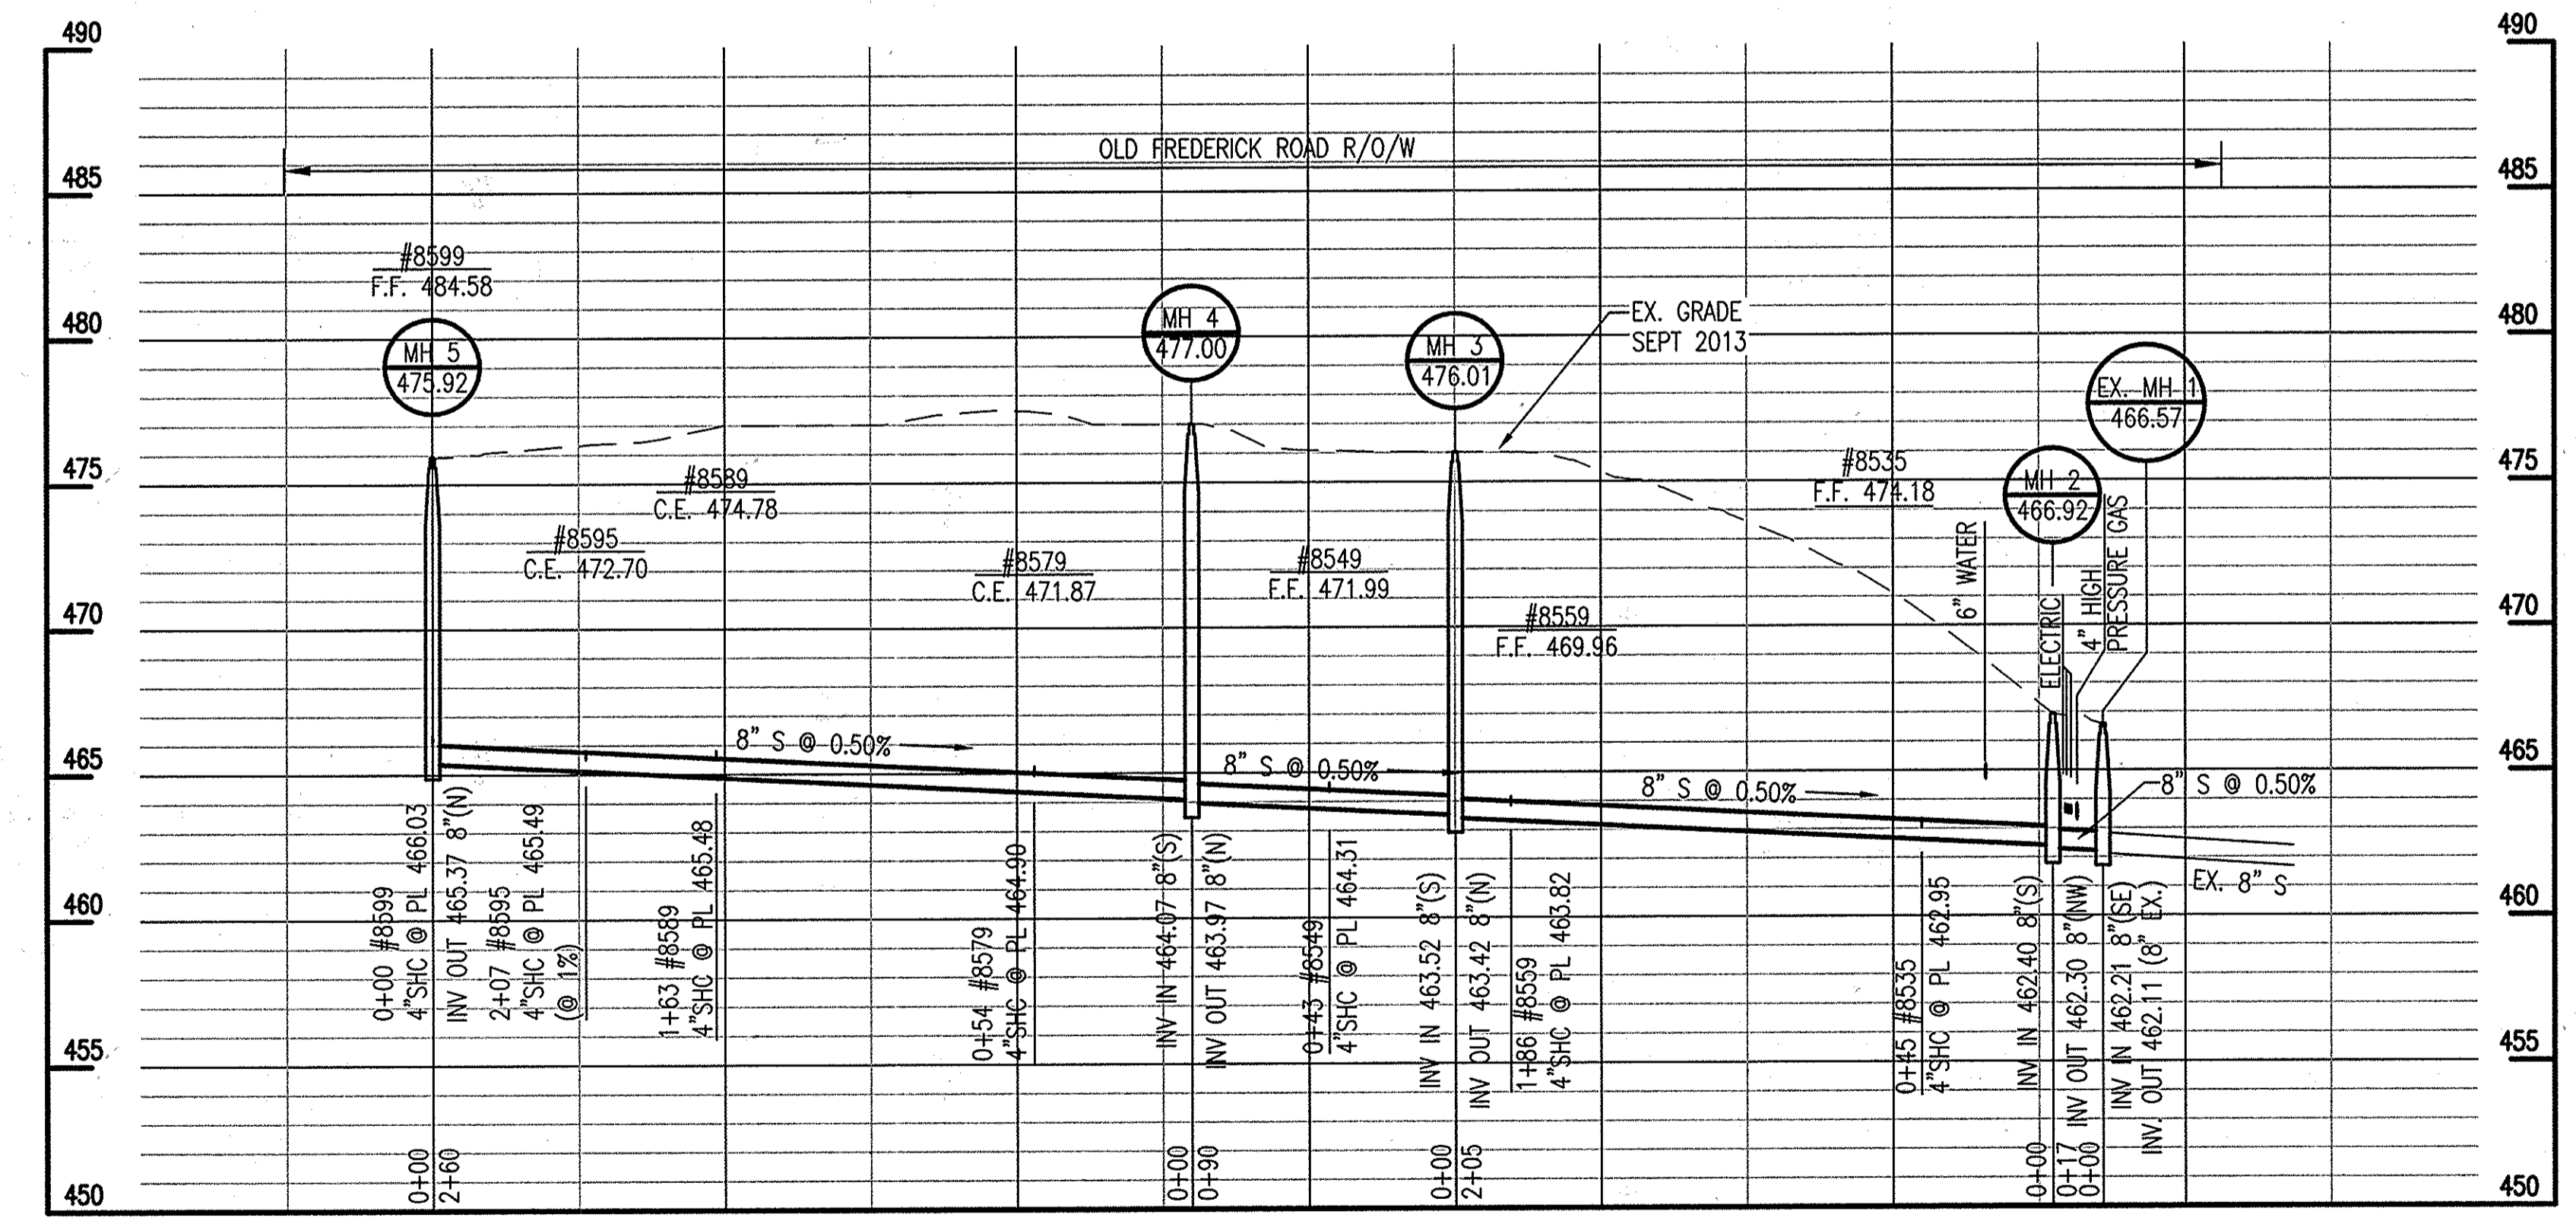 490
490
OLD FREDERICK ROAD R/O/W
485
485
#8599
F.F. 484.58
480
480
MH 5
475.92
MH 4
477.00
MH 3
476.01
EX. GRADE
SEPT 2013
EX. MH 1
466.57
MH 2
466.92
475
475
#8589
C.E. 474.78
#8595
C.E. 472.70
#8579
C.E. 471.87
#8549
F.F. 471.99
#8559
F.F. 469.96
#8535
F.F. 474.18
6" WATER
ELECTRIC
4" HIGH
PRESSURE GAS
470
470
465
465
8" S @ 0.50%
8" S @ 0.50%
8" S @ 0.50%
8" S @ 0.50%
EX. 8" S
460
460
0+00 #8599
4"SHC @ PL 466.03
INV OUT 465.37 8"(N)
2+07 #8595
4"SHC @ PL 465.49
(@ 1%)
1+63 #8589
4"SHC @ PL 465.48
0+54 #8579
4"SHC @ PL 464.90
INV IN 464.07 8"(S)
INV OUT 463.97 8"(N)
0+43 #8549
4"SHC @ PL 464.31
INV IN 463.52 8"(S)
INV OUT 463.42 8"(N)
1+86 #8559
4"SHC @ PL 463.82
0+45 #8535
4"SHC @ PL 462.95
INV IN 462.40 8"(S)
INV OUT 462.30 8"(NW)
INV IN 462.21 8"(SE)
INV. OUT 462.11 (8" EX.)
455
455
0+00
2+60
0+00
0+90
0+00
2+05
0+00
0+17
0+00
450
450